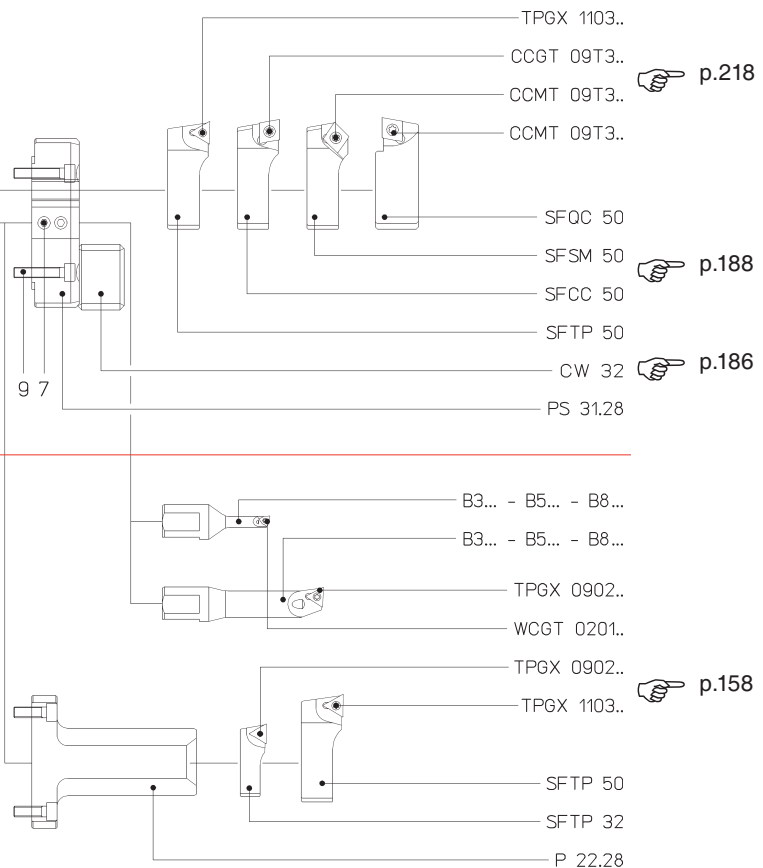 TPGX 1103..
CCGT 09T3..
p.218
CCMT 09T3..
CCMT 09T3..
SFQC 50
SFSM 50
p.188
SFCC 50
SFTP 50
CW 32
p.186
9 7
PS 31.28
B3... - B5... - B8...
B3... - B5... - B8...
TPGX 0902..
WCGT 0201..
TPGX 0902..
p.158
TPGX 1103..
SFTP 50
SFTP 32
P 22.28